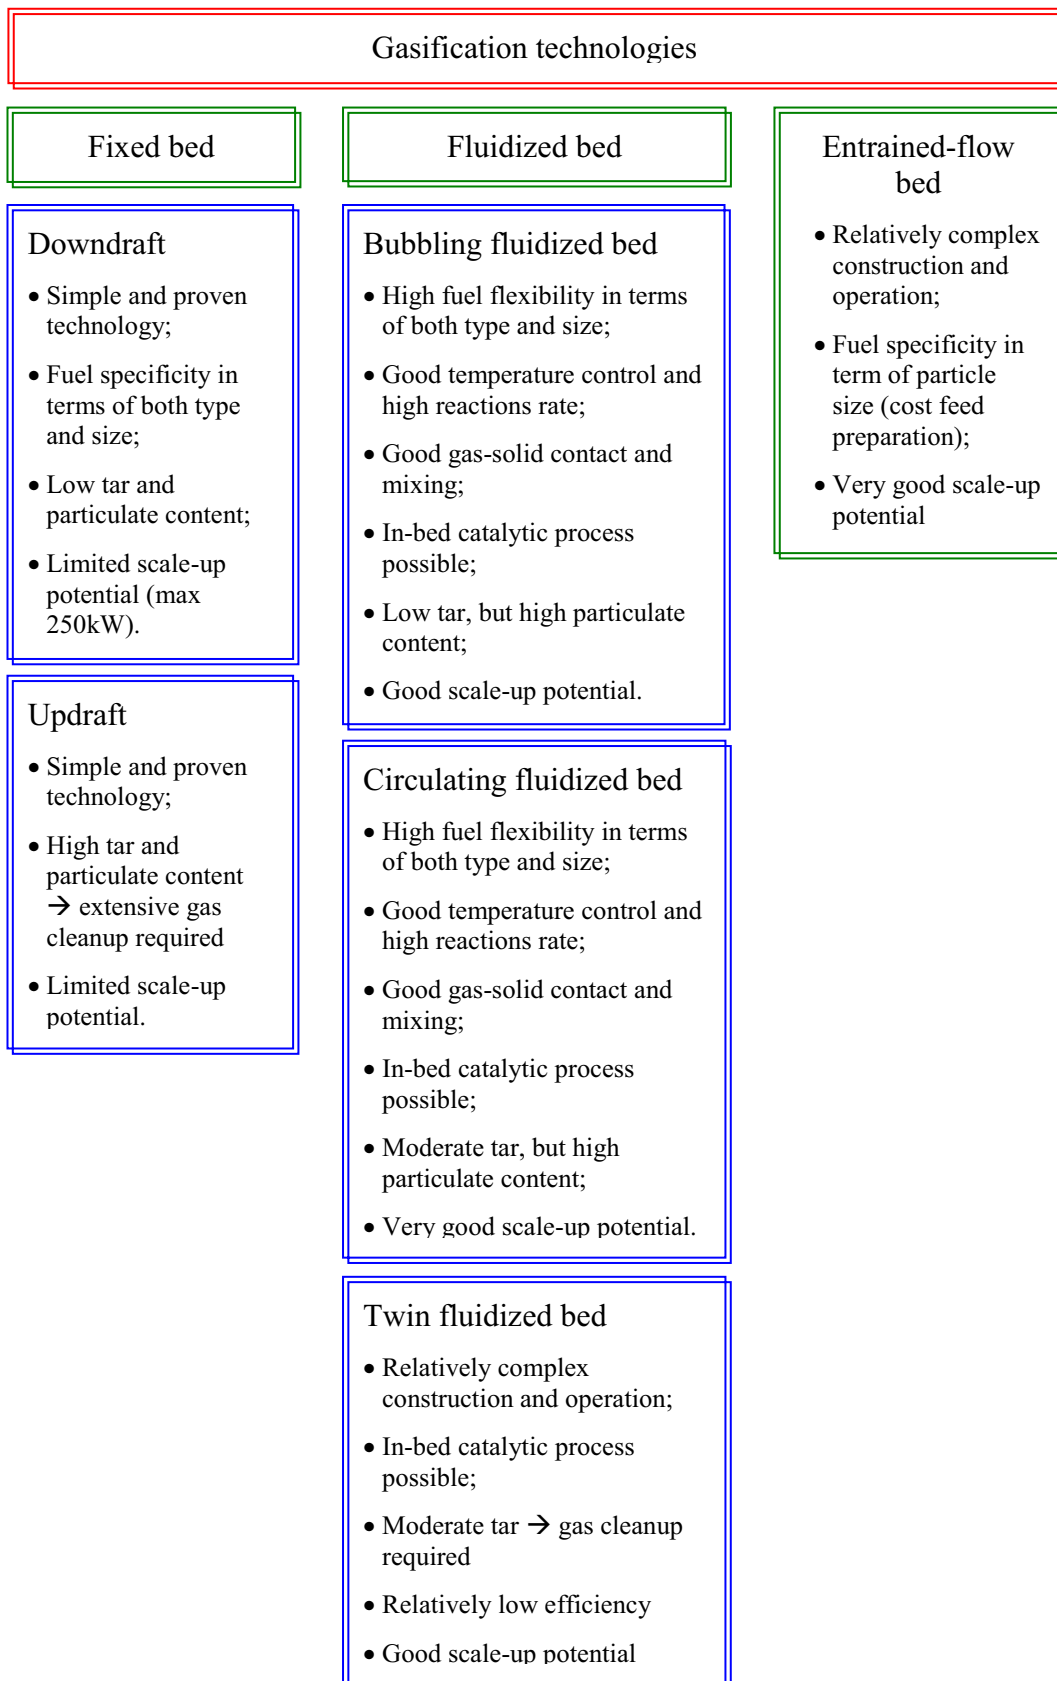 Gasification technologies
Fixed bed
Downdraft
• Simple and proven
technology;
• Fuel specificity in
terms of both type
and size;
• Low tar and
particulate content;
• Limited scale-up
potential (max
250kW).
Updraft
• Simple and proven
technology;
• High tar and
particulate content
→ extensive gas
cleanup required
• Limited scale-up
potential.
Fluidized bed
Bubbling fluidized bed
• High fuel flexibility in terms
of both type and size;
• Good temperature control and
high reactions rate;
• Good gas-solid contact and
mixing;
• In-bed catalytic process
possible;
• Low tar, but high particulate
content;
• Good scale-up potential.
Circulating fluidized bed
• High fuel flexibility in terms
of both type and size;
• Good temperature control and
high reactions rate;
• Good gas-solid contact and
mixing;
• In-bed catalytic process
possible;
• Moderate tar, but high
particulate content;
• Very good scale-up potential.
Twin fluidized bed
• Relatively complex
construction and operation;
• In-bed catalytic process
possible;
• Moderate tar → gas cleanup
required
• Relatively low efficiency
• Good scale-up potential
Entrained-flow
bed
• Relatively complex
construction and
operation;
• Fuel specificity in
term of particle
size (cost feed
preparation);
• Very good scale-up
potential